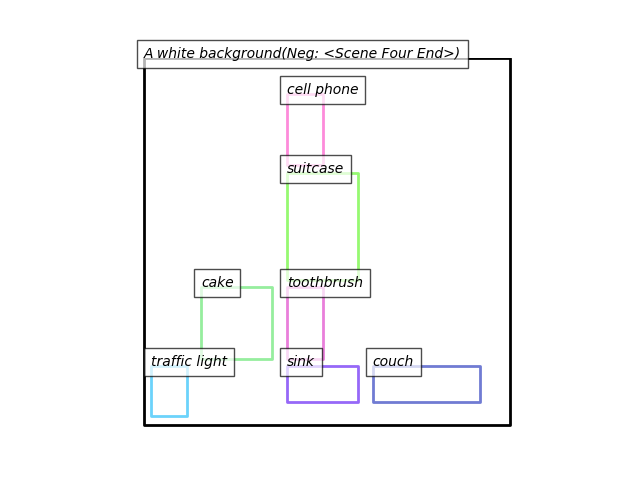 A white background(Neg: <Scene Four End>)
cell phone
suitcase
cake
toothbrush
traffic light
sink
couch